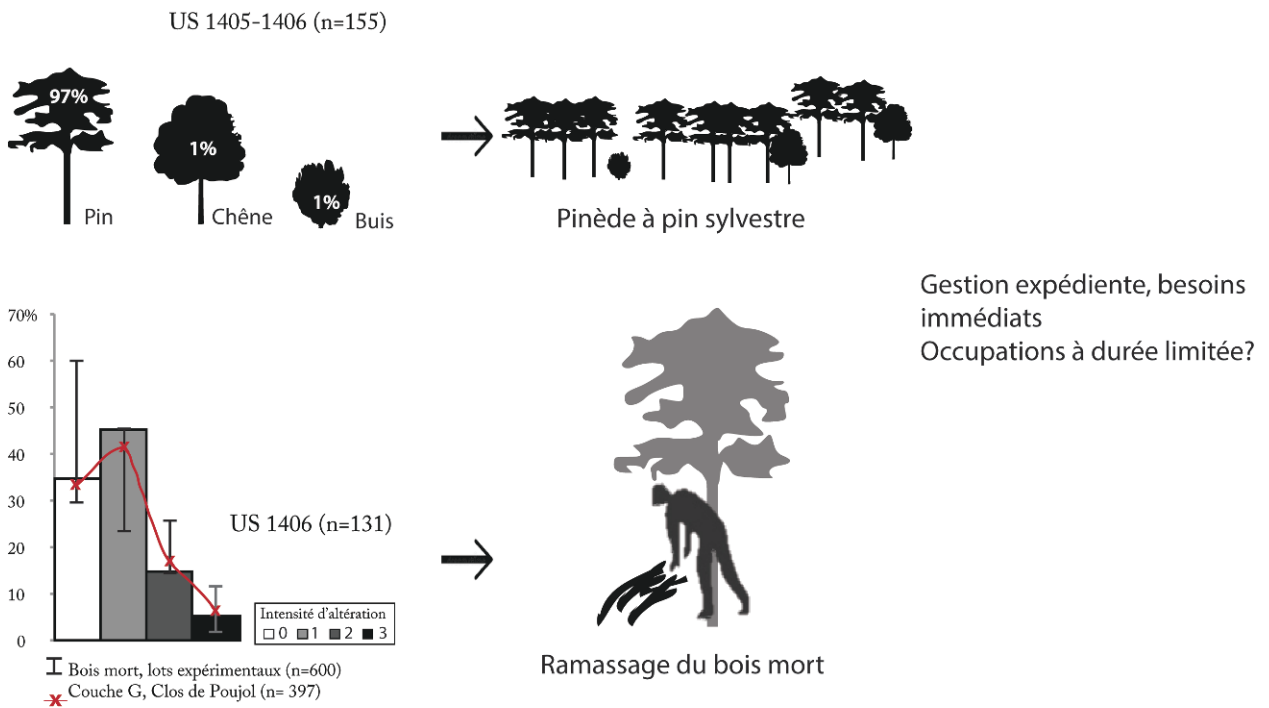 US 1405-1406 (n=155)
97%
1%
1%
Pin
Chêne
Buis
Pinède à pin sylvestre
Gestion expédiente, besoins
immédiats
Occupations à durée limitée?
70%
60
50
40
30
20
10
0
US 1406 (n=131)
Intensité d'altération
0 1 2 3
Bois mort, lots expérimentaux (n=600)
Couche G, Clos de Poujol (n= 397)
Ramassage du bois mort